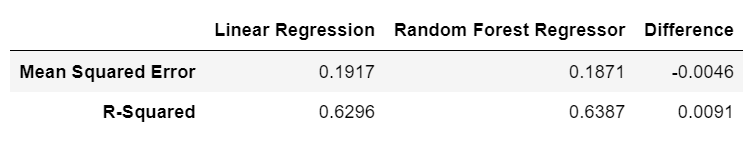 Linear Regression Random Forest Regressor Difference
Mean Squared Error 0.1917 0.1871 -0.0046
R-Squared 0.6296 0.6387 0.0091